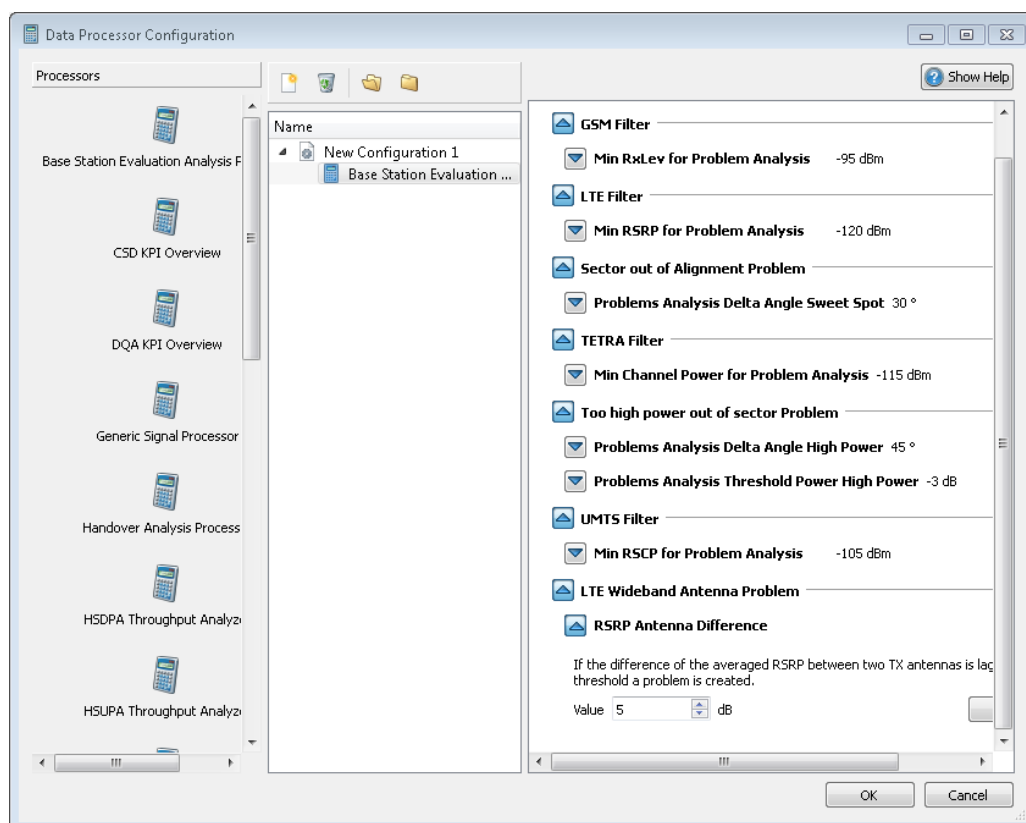 Data Processor Configuration
Processors
Base Station Evaluation Analysis P
CSD KPI Overview
DQA KPI Overview
Generic Signal Processor
Handover Analysis Process
HSDPA Throughput Analyz
HSUPA Throughput Analyz
Name
New Configuration 1
Base Station Evaluation ...
Show Help
GSM Filter
Min RxLev for Problem Analysis -95 dBm
LTE Filter
Min RSRP for Problem Analysis -120 dBm
Sector out of Alignment Problem
Problems Analysis Delta Angle Sweet Spot 30 °
TETRA Filter
Min Channel Power for Problem Analysis -115 dBm
Too high power out of sector Problem
Problems Analysis Delta Angle High Power 45 °
Problems Analysis Threshold Power High Power -3 dB
UMTS Filter
Min RSCP for Problem Analysis -105 dBm
LTE Wideband Antenna Problem
RSRP Antenna Difference
If the difference of the averaged RSRP between two TX antennas is lag
threshold a problem is created.
Value 5 dB
OK Cancel